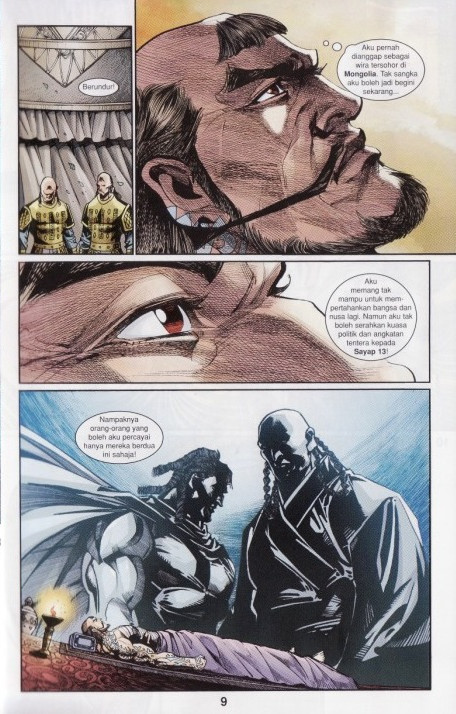 Berundur!
Aku pernah
dianggap sebagai
wira tersohor di
Mongolia. Tak sangka
aku boleh jadi begini
sekarang...
Aku
memang tak
mampu untuk mem-
pertahankan bangsa dan
nusa lagi. Namun aku tak
boleh serahkan kuasa
politik dan angkatan
tentera kepada
Sayap 13!
Nampaknya
orang-orang yang
boleh aku percayai
hanya mereka berdua
ini sahaja!
9